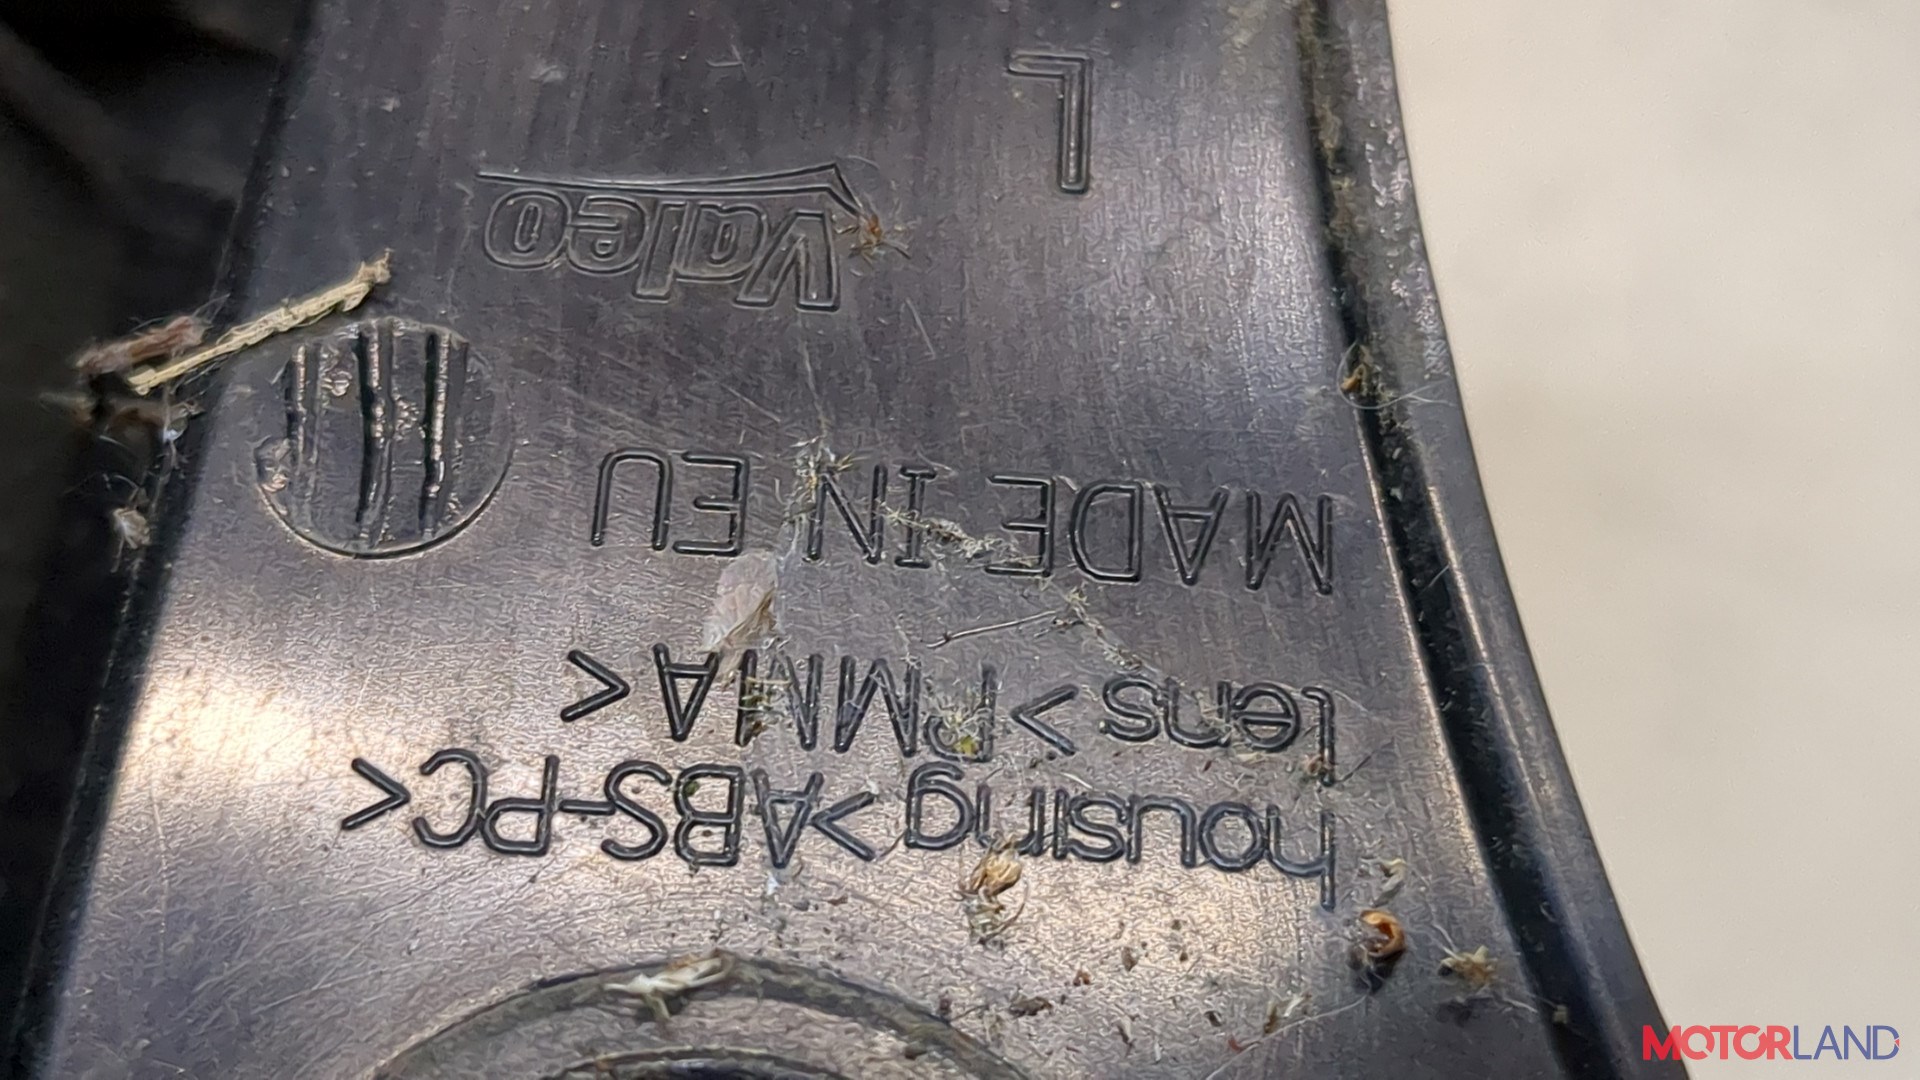 housing>ABS-PC<
lens>PMMA<
MADE IN EU
Valeo
L
MOTORLAND